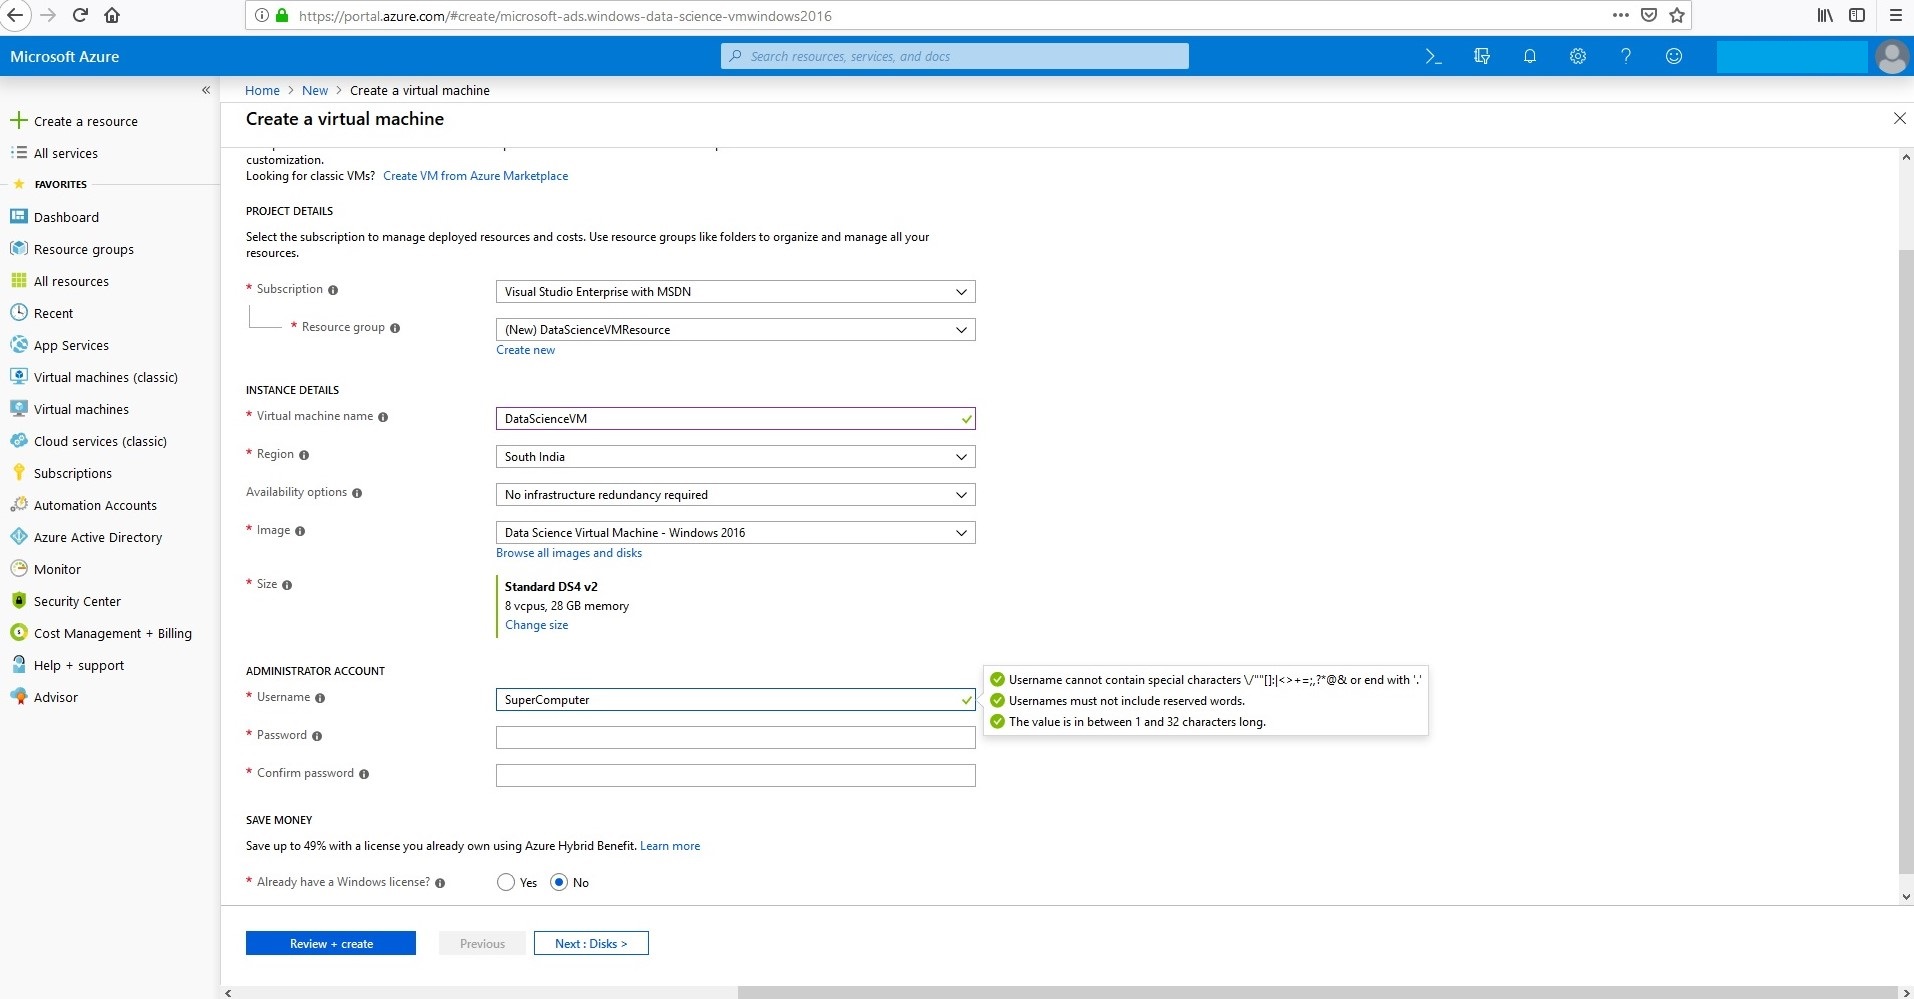 https://portal.azure.com/#create/microsoft-ads.windows-data-science-vmwindows2016
Microsoft Azure
Search resources, services, and docs
Home > New > Create a virtual machine
Create a virtual machine
Create a resource
All services
FAVORITES
Dashboard
Resource groups
All resources
Recent
App Services
Virtual machines (classic)
Virtual machines
Cloud services (classic)
Subscriptions
Automation Accounts
Azure Active Directory
Monitor
Security Center
Cost Management + Billing
Help + support
Advisor
customization.
Looking for classic VMs? Create VM from Azure Marketplace
PROJECT DETAILS
Select the subscription to manage deployed resources and costs. Use resource groups like folders to organize and manage all your
resources.
* Subscription
Visual Studio Enterprise with MSDN
* Resource group
(New) DataScienceVMResource
Create new
INSTANCE DETAILS
* Virtual machine name
DataScienceVM
* Region
South India
Availability options
No infrastructure redundancy required
* Image
Data Science Virtual Machine - Windows 2016
Browse all images and disks
* Size
Standard DS4 v2
8 vcpus, 28 GB memory
Change size
ADMINISTRATOR ACCOUNT
* Username
SuperComputer
Username cannot contain special characters \/""[]:|<>+=;,?*@& or end with '.'
Usernames must not include reserved words.
The value is in between 1 and 32 characters long.
* Password
* Confirm password
SAVE MONEY
Save up to 49% with a license you already own using Azure Hybrid Benefit. Learn more
* Already have a Windows license?
Yes No
Review + create
Previous
Next : Disks >